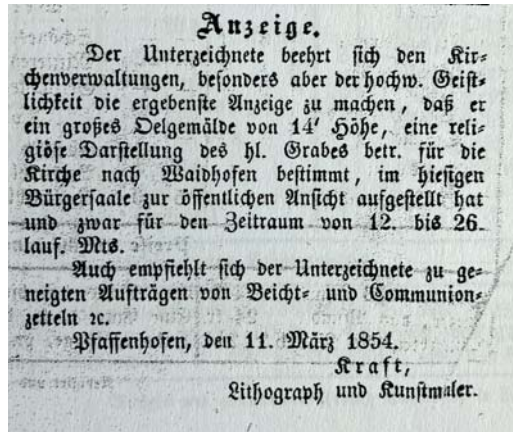 Anzeige.
Der Unterzeichnete beehrt sich den Kir-
chenverwaltungen, besonders aber der hochw. Geist-
lichkeit die ergebenste Anzeige zu machen, daß er
ein großes Oelgemälde von 14' Höhe, eine reli-
giöse Darstellung des hl. Grabes betr. für die
Kirche nach Waidhofen bestimmt, im hiesigen
Bürgersaale zur öffentlichen Ansicht aufgestellt hat
und zwar für den Zeitraum von 12. bis 26.
lauf. Mts.
Auch empfiehlt sich der Unterzeichnete zu ge-
neigten Aufträgen von Beicht- und Communion-
zetteln ꝛc.
Pfaffenhofen, den 11. März 1854.
Kraft,
Lithograph und Kunstmaler.